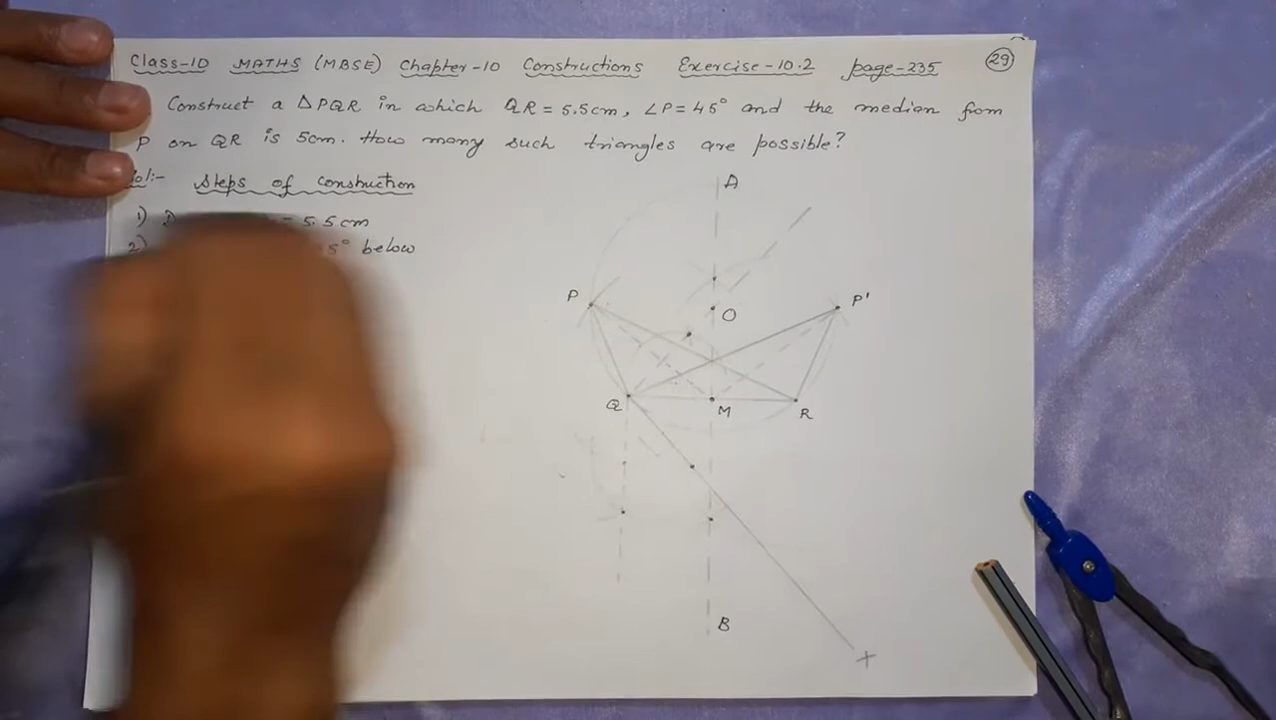 Class-10 MATHS (MBSE) Chapter-10 Constructions Exercise-10.2 page-235 29
Construct a ΔPQR in which QR = 5.5cm, ∠P = 45° and the median from
P on QR is 5cm. How many such triangles are possible?
Sol:- Steps of construction
1) = 5.5cm
2) 5° below
A
P
P'
O
Q
M
R
B
X